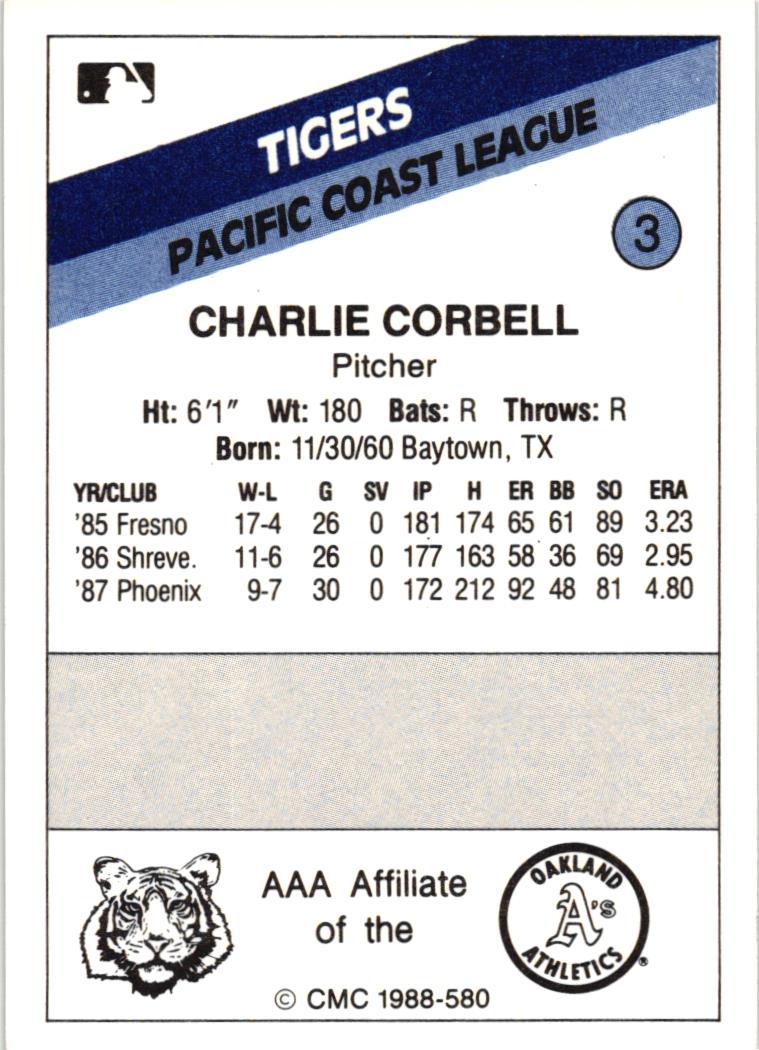 TIGERS
PACIFIC COAST LEAGUE
3
CHARLIE CORBELL
Pitcher
Ht: 6'1" Wt: 180 Bats: R Throws: R
Born: 11/30/60 Baytown, TX
YR/CLUB W-L G SV IP H ER BB SO ERA
'85 Fresno 17-4 26 0 181 174 65 61 89 3.23
'86 Shreve. 11-6 26 0 177 163 58 36 69 2.95
'87 Phoenix 9-7 30 0 172 212 92 48 81 4.80
AAA Affiliate
of the
OAKLAND
A's
ATHLETICS
®
© CMC 1988-580